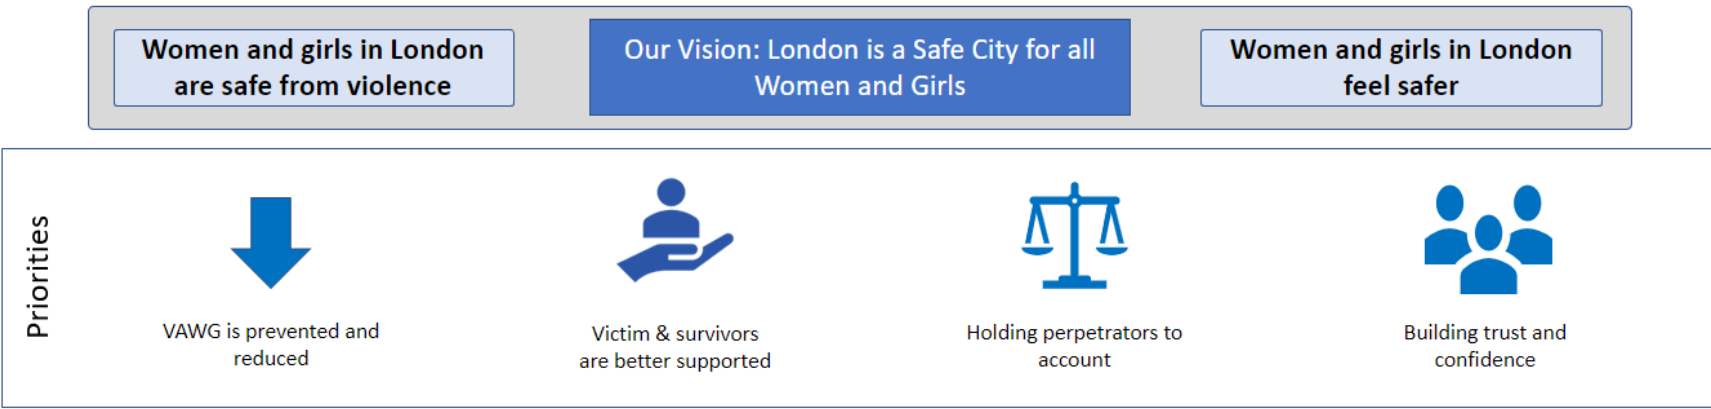 Women and girls in London
are safe from violence
Our Vision: London is a Safe City for all
Women and Girls
Women and girls in London
feel safer
Priorities
VAWG is prevented and
reduced
Victim & survivors
are better supported
Holding perpetrators to
account
Building trust and
confidence